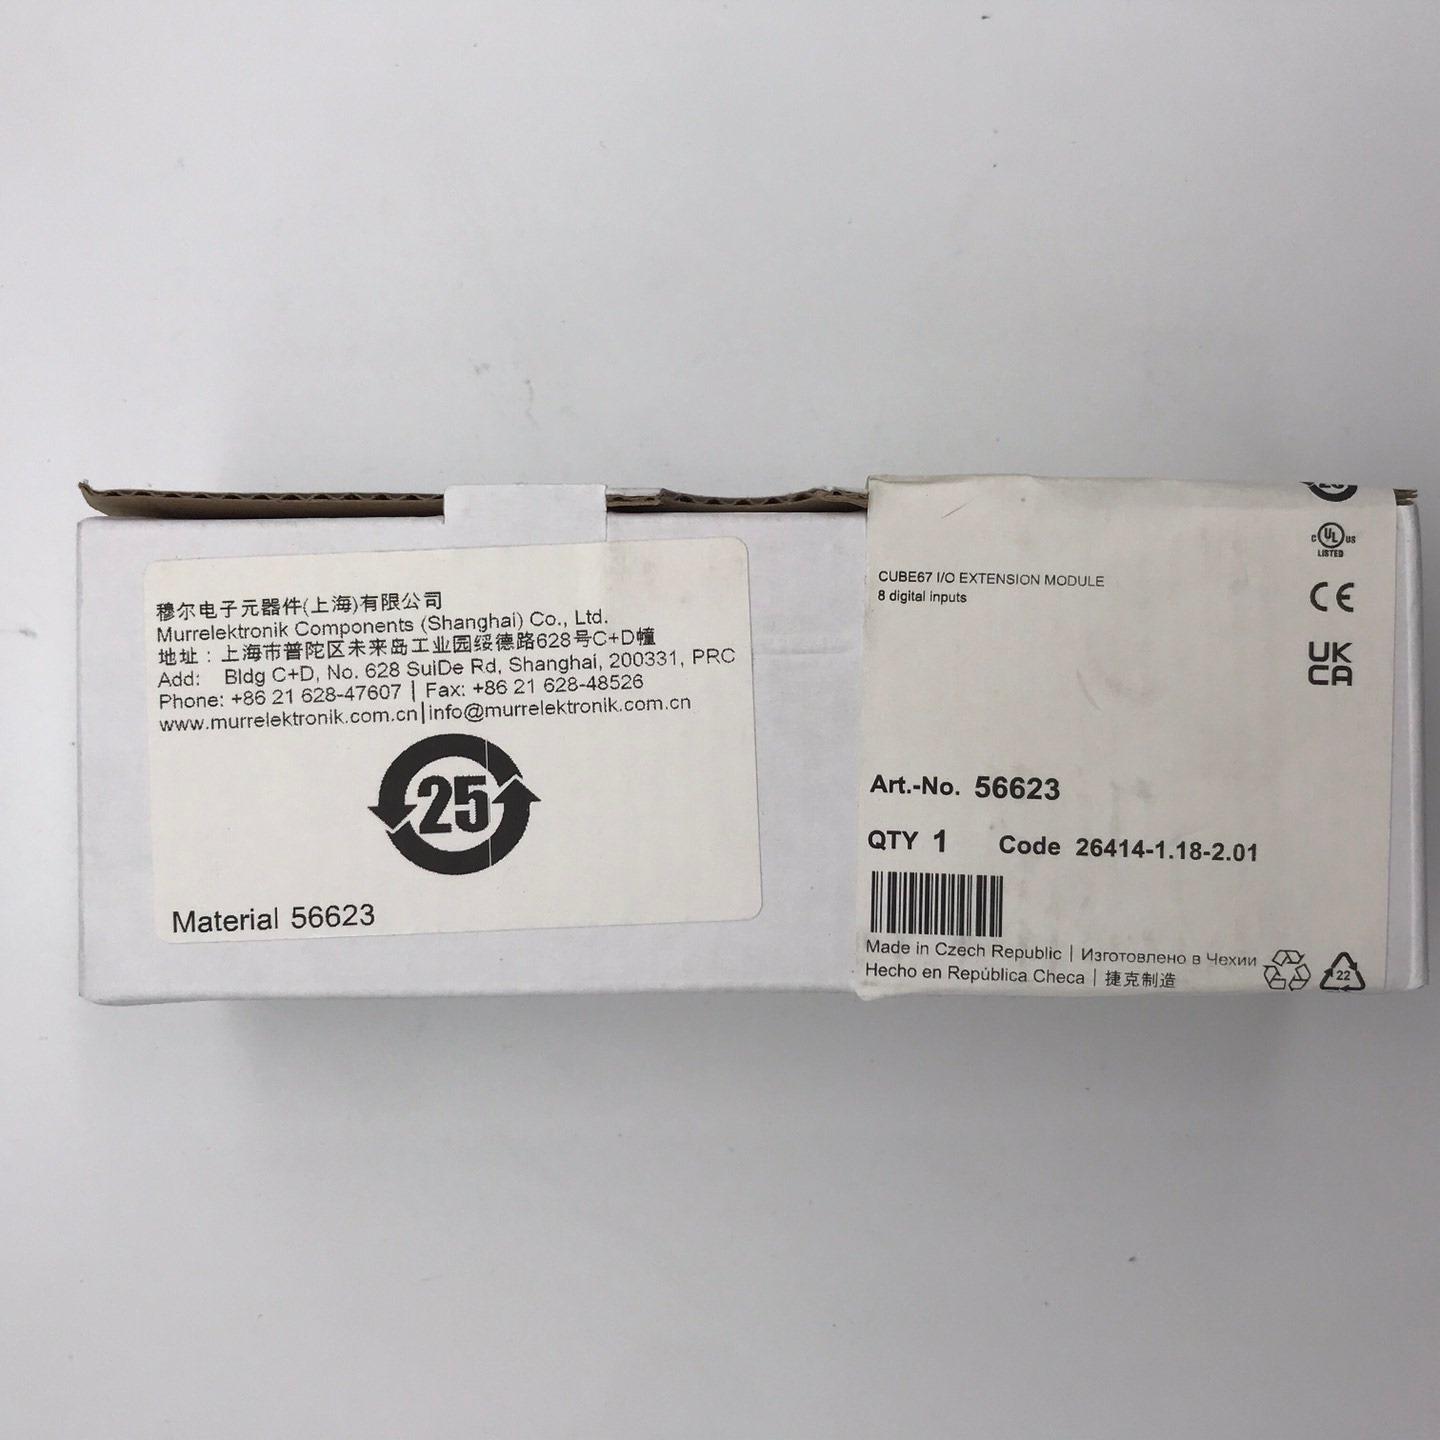 穆尔电子元器件(上海)有限公司
Murrelektronik Components (Shanghai) Co., Ltd.
地址：上海市普陀区未来岛工业园绥德路628号C+D幢
Add: Bldg C+D, No. 628 SuiDe Rd, Shanghai, 200331, PRC
Phone: +86 21 628-47607 | Fax: +86 21 628-48526
www.murrelektronik.com.cn|info@murrelektronik.com.cn
25
Material 56623
25
C UL US
LISTED
CE
UK
CA
CUBE67 I/O EXTENSION MODULE
8 digital inputs
Art.-No. 56623
QTY 1 Code 26414-1.18-2.01
Made in Czech Republic | Изготовлено в Чехии
Hecho en República Checa | 捷克制造
22